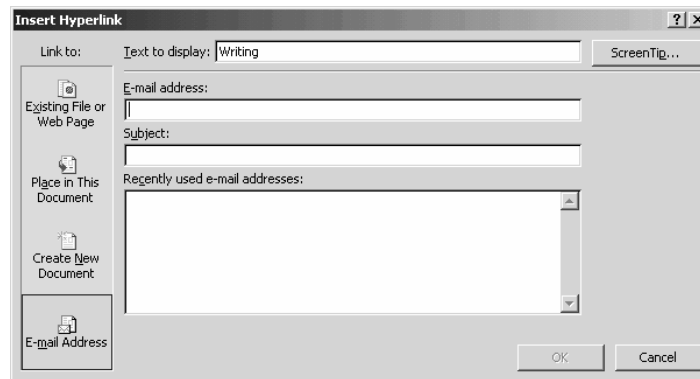 Insert Hyperlink
Link to:
Text to display: Writing
ScreenTip...
Existing File or
Web Page
Place in This
Document
Create New
Document
E-mail Address
E-mail address:
Subject:
Recently used e-mail addresses:
OK
Cancel